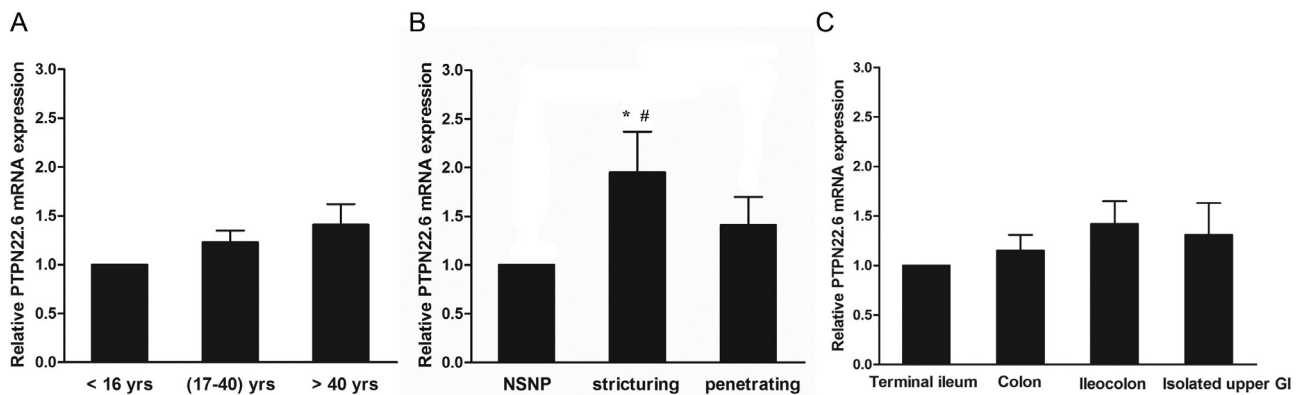 A
Relative PTPN22.6 mRNA expression
3.0
2.5
2.0
1.5
1.0
0.5
0.0
< 16 yrs (17-40) yrs > 40 yrs
B
Relative PTPN22.6 mRNA expression
3.0
2.5
2.0
1.5
1.0
0.5
0.0
* #
NSNP stricturing penetrating
C
Relative PTPN22.6 mRNA expression
3.0
2.5
2.0
1.5
1.0
0.5
0.0
Terminal ileum Colon Ileocolon Isolated upper GI